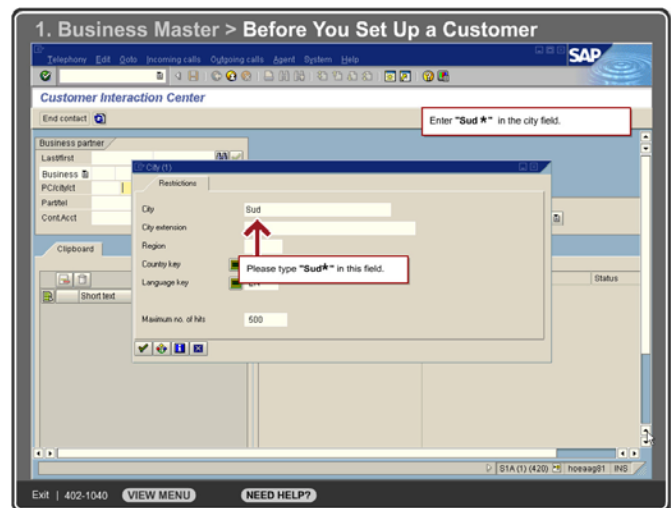 1. Business Master > Before You Set Up a Customer
Telephony Edit Goto Incoming calls Outgoing calls Agent System Help
SAP
Customer Interaction Center
End contact
Enter "Sud *" in the city field.
Business partner
Last/first
Business
PC/city/ct
Part/tel
Cont.Acct
City (1)
Restrictions
City Sud
City extension
Region
Country key
Language key EN
Please type "Sud*" in this field.
Maximum no. of hits 500
Clipboard
Short text
Status
S1A (1) (420) hoeaag81 INS
Exit | 402-1040 VIEW MENU NEED HELP?